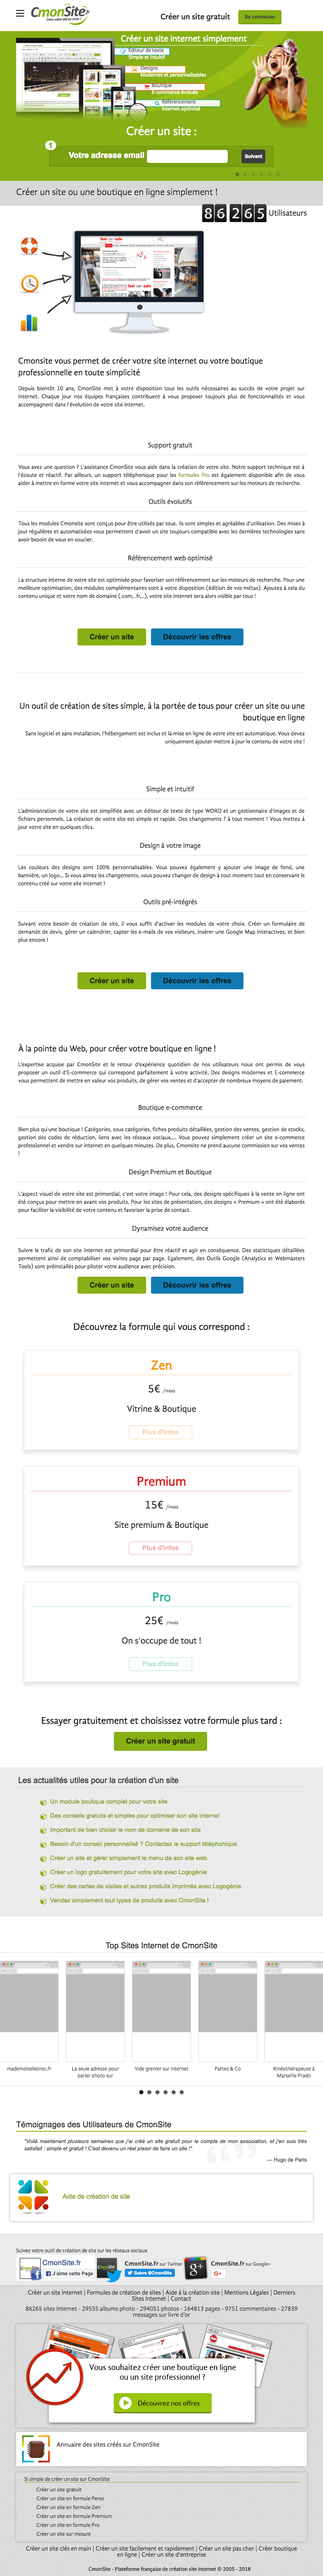 CmonSite
Créez votre site en Direct !
Créer un site gratuit
Se connecter
Créer un site internet simplement
Editeur de texte
Simple et intuitif
Designs
Modernes et personnalisables
Boutique
E-commerce évoluée
Référencement
Internet optimisé
Créer un site :
1
Votre adresse email
Suivant
Créer un site ou une boutique en ligne simplement !
86 265 Utilisateurs
Cmonsite vous permet de créer votre site internet ou votre boutique
professionnelle en toute simplicité
Depuis bientôt 10 ans, CmonSite met à votre disposition tous les outils nécessaires au succès de votre projet sur
internet. Chaque jour nos équipes françaises contribuent à vous proposer toujours plus de fonctionnalités et vous
accompagnent dans l'évolution de votre site internet.
Support gratuit
Vous avez une question ? L'assistance CmonSite vous aide dans la création de votre site. Notre support technique est à
l'écoute et réactif. Par ailleurs, un support téléphonique pour les formules Pro est également disponible afin de vous
aider à mettre en forme votre site internet et vous accompagner dans son référencement sur les moteurs de recherche.
Outils évolutifs
Tous les modules Cmonsite sont conçus pour être utilisés par tous. Ils sont simples et agréables d'utilisation. Des mises à
jour régulières et automatisées vous permettent d'avoir un site toujours compatible avec les dernières technologies sans
avoir besoin de vous en soucier.
Référencement web optimisé
La structure interne de votre site est optimisée pour favoriser son référencement sur les moteurs de recherche. Pour une
meilleure optimisation, des modules complémentaires sont à votre disposition (édition de vos métas). Ajoutez à cela du
contenu unique et votre nom de domaine (.com, .fr,..), votre site internet sera alors visible par tous !
Créer un site
Découvrir les offres
Un outil de création de sites simple, à la portée de tous pour créer un site ou une
boutique en ligne
Sans logiciel et sans installation, l'hébergement est inclus et la mise en ligne de votre site est automatique. Vous devez
uniquement ajouter mettre à jour le contenu de votre site !
Simple et intuitif
L'administration de votre site est simplifiée avec un éditeur de texte de type WORD et un gestionnaire d'images et de
fichiers personnels. La création de votre site est simple et rapide. Des changements ? à tout moment ! Vous mettez à
jour votre site en quelques clics.
Design à votre image
Les couleurs des designs sont 100% personnalisables. Vous pouvez également y ajouter une image de fond, une
bannière, un logo... Si vous aimez les changements, vous pouvez changer de design à tout moment tout en conservant le
contenu créé sur votre site internet !
Outils pré-intégrés
Suivant votre besoin de création de site, il vous suffit d'activer les modules de votre choix. Créer un formulaire de
demande de devis, gérer un calendrier, capter les e-mails de vos visiteurs, insérer une Google Map interactives, et bien
plus encore !
Créer un site
Découvrir les offres
À la pointe du Web, pour créer votre boutique en ligne !
L'expertise acquise par CmonSite et le retour d'expérience quotidien de nos utilisateurs nous ont permis de vous
proposer un outil d'E-commerce qui correspond parfaitement à votre activité. Des designs modernes et E-commerce
vous permettent de mettre en valeur vos produits, de gérer vos ventes et d'accepter de nombreux moyens de paiement.
Boutique e-commerce
Bien plus qu'une boutique ! Catégories, sous catégories, fiches produits détaillées, gestion des ventes, gestion de stocks,
gestion des codes de réduction, liens avec les réseaux sociaux,... Vous pouvez simplement créer un site e-commerce
professionnel et vendre sur internet en quelques minutes. De plus, Cmonsite ne prend aucune commission sur vos ventes
!
Design Premium et Boutique
L'aspect visuel de votre site est primordial, c'est votre image ! Pour cela, des designs spécifiques à la vente en ligne ont
été conçus pour mettre en avant vos produits. Pour les sites de présentation, des designs « Premium » ont été élaborés
pour faciliter la visibilité de votre contenu et favoriser la prise de contact.
Dynamisez votre audience
Suivre le trafic de son site internet est primordial pour être réactif et agir en conséquence. Des statistiques détaillées
permettent ainsi de comptabiliser vos visites page par page. Egalement, des Outils Google (Analytics et Webmasters
Tools) sont préinstallés pour piloter votre audience avec précision.
Créer un site
Découvrir les offres
Découvrez la formule qui vous correspond :
Zen
5€ /mois
Vitrine & Boutique
Plus d'infos
Premium
15€ /mois
Site premium & Boutique
Plus d'infos
Pro
25€ /mois
On s'occupe de tout !
Plus d'infos
Essayer gratuitement et choisissez votre formule plus tard :
Créer un site gratuit
Les actualités utiles pour la création d'un site
Un module boutique complet pour votre site
Des conseils gratuits et simples pour optimiser son site internet
Important de bien choisir le nom de domaine de son site
Besoin d'un conseil personnalisé ? Contactez le support téléphonique
Créer un site et gérer simplement le menu de son site web
Créer un logo gratuitement pour votre site avec Logogénie
Créer des cartes de visites et autres produits imprimés avec Logogénie
Vendez simplement tout types de produits avec CmonSite !
Top Sites Internet de CmonSite
mademoiselletroc.fr
La seule adresse pour
parier photo sur
Vide grenier sur internet
Pattes & Co
Kinésithérapeute à
Marseille Prado
Témoignages des Utilisateurs de CmonSite
"Voilà maintenant plusieurs semaines que j'ai créé un site gratuit pour le compte de mon association, et j'en suis très
satisfait : simple et gratuit ! C'est devenu un réel plaisir de faire un site !"
— Hugo de Paris
Aide de création de site
Suivez votre outil de création de site sur les réseaux sociaux
CmonSite.fr
J'aime cette Page
CmonSite.fr sur Twitter
Suivre @CmonSite
CmonSite.fr sur Google+
G+
Créer un site internet | Formules de création de sites | Aide à la création site | Mentions Légales | Derniers
Sites internet | Contact
86265 sites internet - 29555 albums photo - 294051 photos - 164813 pages - 9751 commentaires - 27839
messages sur livre d'or
Vous souhaitez créer une boutique en ligne
ou un site professionnel ?
Découvrez nos offres
Annuaire des sites créés sur CmonSite
Si simple de créer un site sur CmonSite
Créer un site gratuit
Créer un site en formule Perso
Créer un site en formule Zen
Créer un site en formule Premium
Créer un site en formule Pro
Créer un site sur mesure
Créer un site clés en main | Créer un site facilement et rapidement | Créer un site pas cher | Créer boutique
en ligne | Créer un site d'entreprise
CmonSite - Plateforme française de création site internet © 2005 - 2018